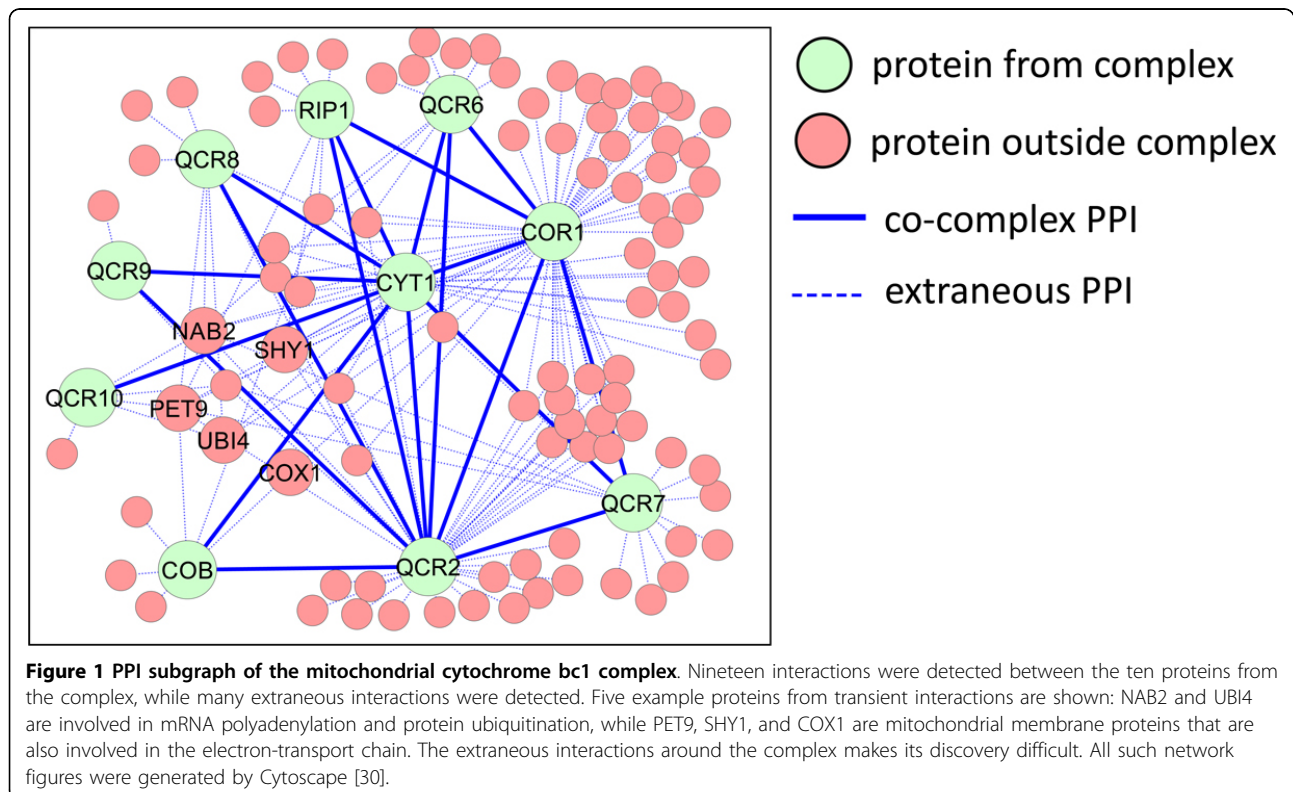 RIP1
QCR6
QCR8
COR1
QCR9
CYT1
NAB2
SHY1
QCR10
PET9
UBI4
COX1
QCR7
COB
QCR2
protein from complex
protein outside complex
co-complex PPI
extraneous PPI
Figure 1 PPI subgraph of the mitochondrial cytochrome bc1 complex. Nineteen interactions were detected between the ten proteins from
the complex, while many extraneous interactions were detected. Five example proteins from transient interactions are shown: NAB2 and UBI4
are involved in mRNA polyadenylation and protein ubiquitination, while PET9, SHY1, and COX1 are mitochondrial membrane proteins that are
also involved in the electron-transport chain. The extraneous interactions around the complex makes its discovery difficult. All such network
figures were generated by Cytoscape [30].